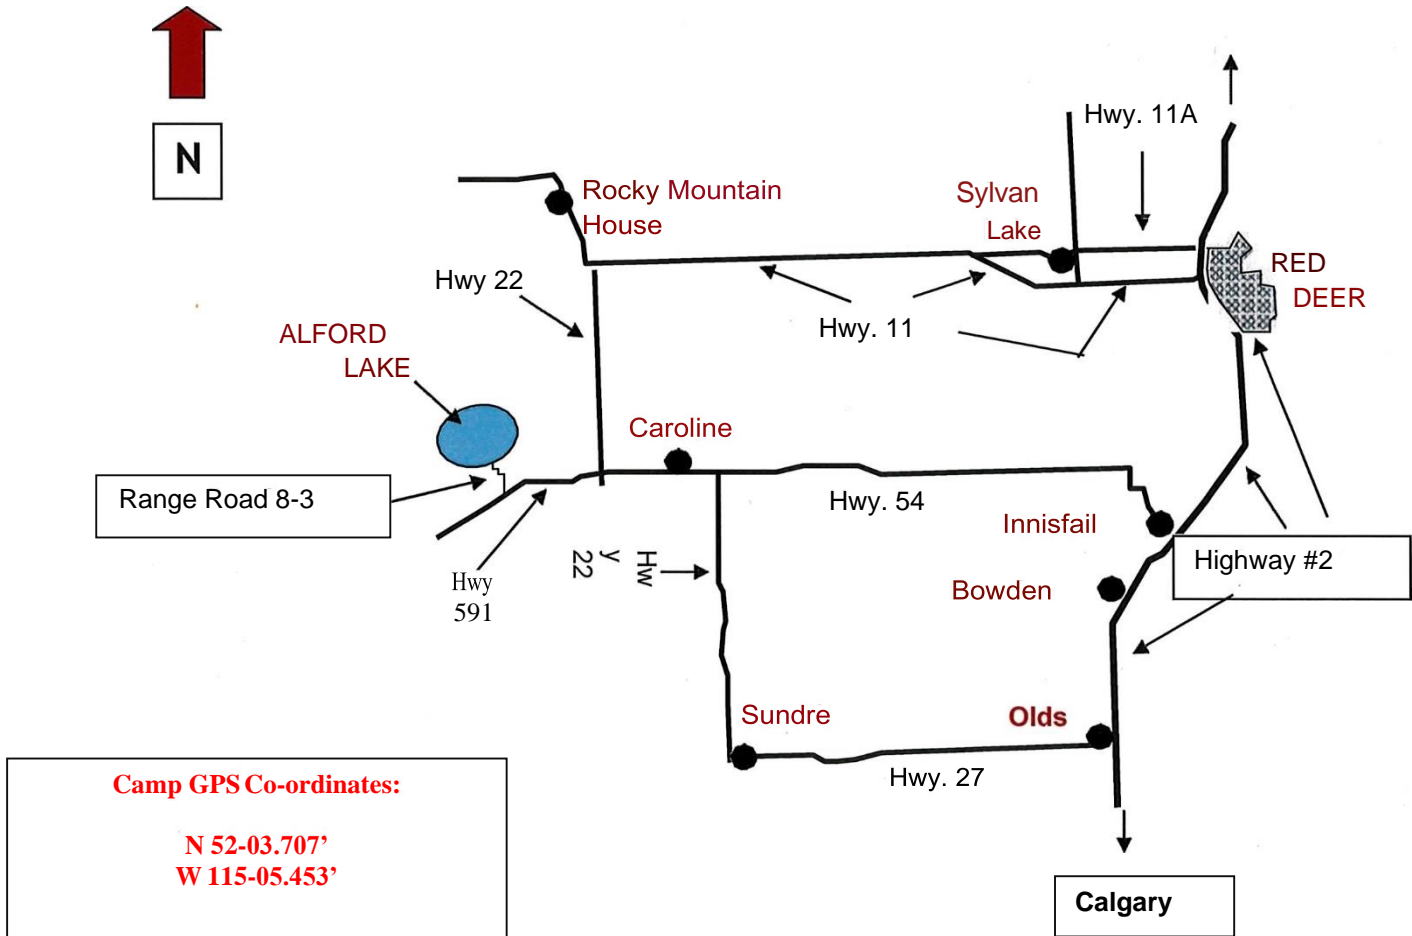 N
Hwy. 11A
Rocky Mountain
House
Sylvan
Lake
RED
DEER
Hwy 22
Hwy. 11
ALFORD
LAKE
Caroline
Range Road 8-3
Hwy. 54
Innisfail
Highway #2
Hwy
591
Hw
y
22
Bowden
Sundre
Olds
Hwy. 27
Camp GPS Co-ordinates:
N 52-03.707’
W 115-05.453’
Calgary